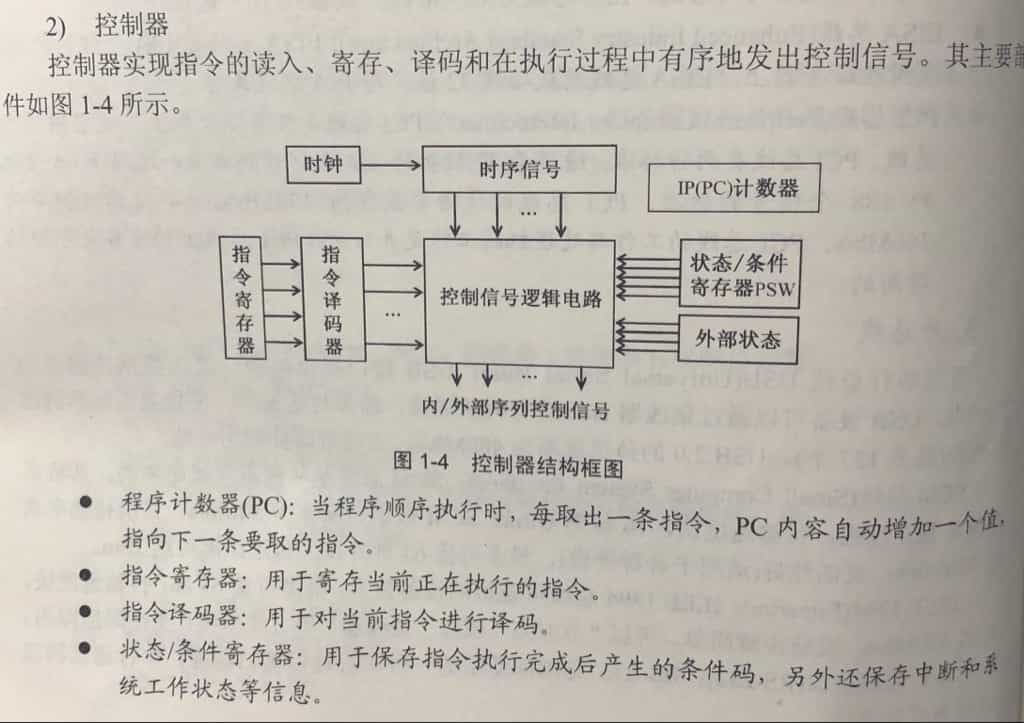 2) 控制器
控制器实现指令的读入、寄存、译码和在执行过程中有序地发出控制信号。其主要部
件如图 1-4 所示。
时钟
时序信号
IP(PC)计数器
指令寄存器
指令译码器
...
...
控制信号逻辑电路
状态/条件
寄存器PSW
外部状态
...
内/外部序列控制信号
图 1-4 控制器结构框图
● 程序计数器(PC): 当程序顺序执行时，每取出一条指令，PC 内容自动增加一个值，
指向下一条要取的指令。
● 指令寄存器：用于寄存当前正在执行的指令。
● 指令译码器：用于对当前指令进行译码。
● 状态/条件寄存器：用于保存指令执行完成后产生的条件码，另外还保存中断和系
统工作状态等信息。